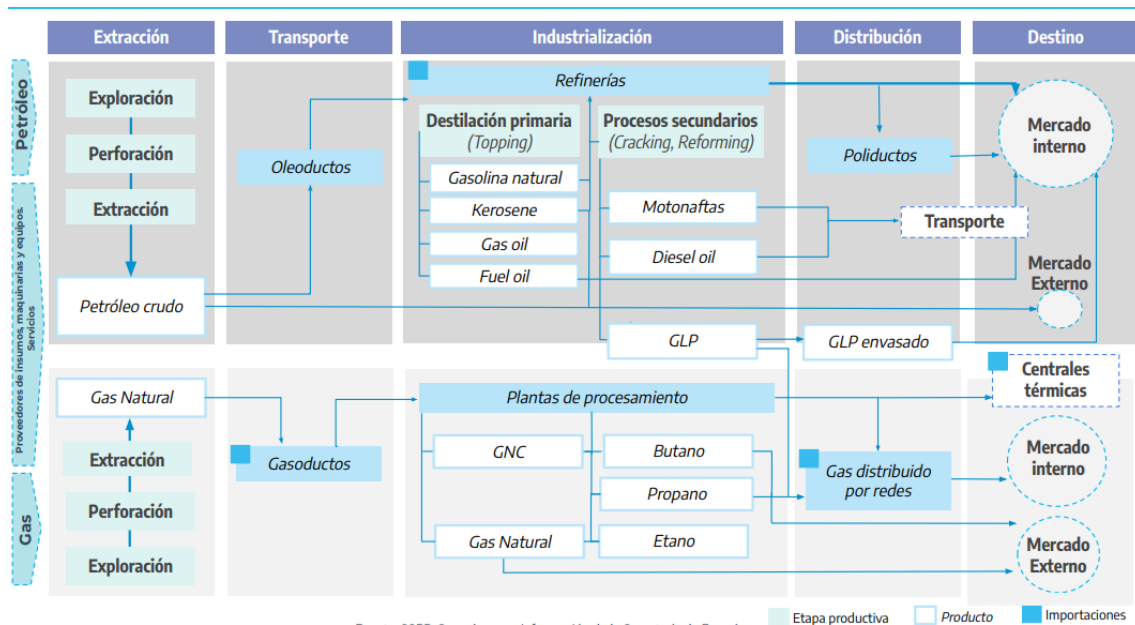 Extracción
Transporte
Industrialización
Distribución
Destino
Petróleo
Proveedores de insumos, maquinarias y equipos.
Servicios
Gas
Exploración
Perforación
Extracción
Petróleo crudo
Oleoductos
Refinerías
Destilación primaria
(Topping)
Gasolina natural
Kerosene
Gas oil
Fuel oil
Procesos secundarios
(Cracking, Reforming)
Motonaftas
Diesel oil
GLP
Poliductos
Transporte
GLP envasado
Mercado
interno
Mercado
Externo
Gas Natural
Extracción
Perforación
Exploración
Gasoductos
Plantas de procesamiento
GNC
Gas Natural
Butano
Propano
Etano
Gas distribuido
por redes
Centrales
térmicas
Mercado
interno
Mercado
Externo
Etapa productiva
Producto
Importaciones